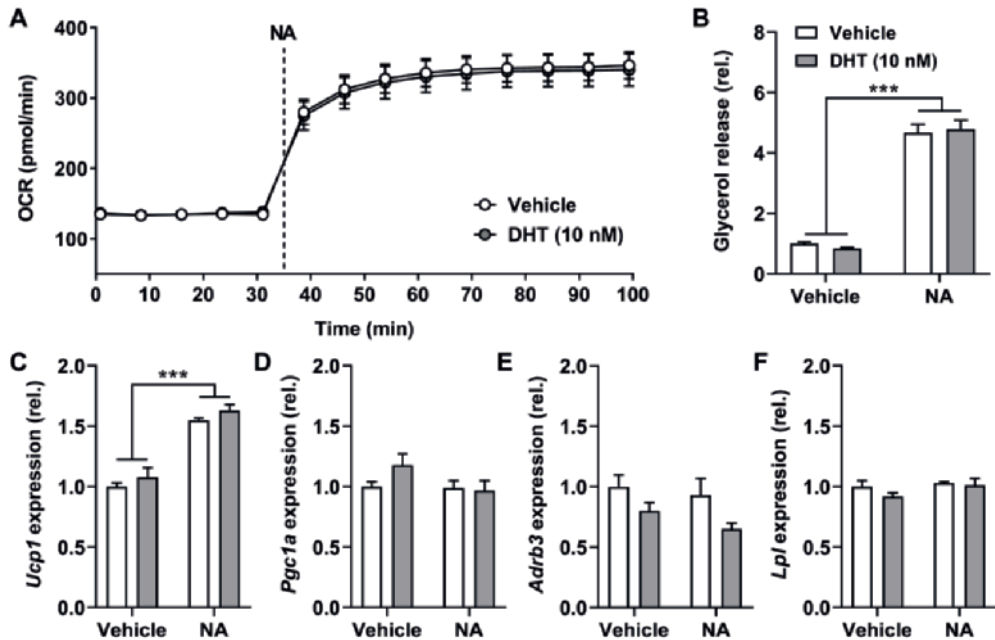 A
NA
OCR (pmol/min)
400
300
200
100
0 10 20 30 40 50 60 70 80 90 100
Time (min)
Vehicle
DHT (10 nM)
B
Glycerol release (rel.)
8
6
4
2
0
Vehicle
DHT (10 nM)
***
Vehicle NA
C
Ucp1 expression (rel.)
2.0
1.5
1.0
0.5
0.0
***
Vehicle NA
D
Pgc1a expression (rel.)
2.0
1.5
1.0
0.5
0.0
Vehicle NA
E
Adrb3 expression (rel.)
2.0
1.5
1.0
0.5
0.0
Vehicle NA
F
Lpl expression (rel.)
2.0
1.5
1.0
0.5
0.0
Vehicle NA